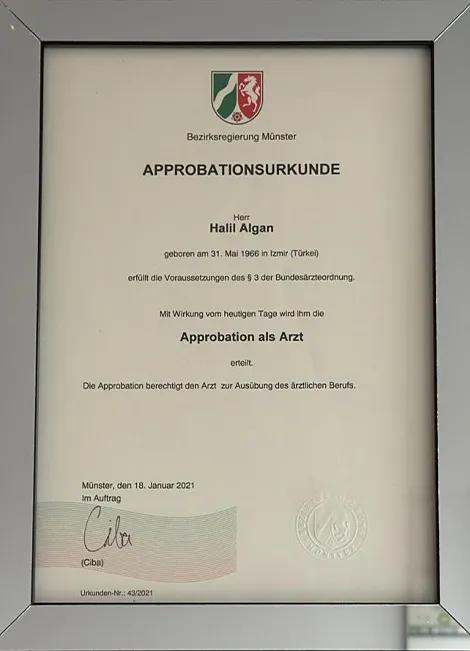 Bezirksregierung Münster
APPROBATIONSURKUNDE
Herr
Halil Algan
geboren am 31. Mai 1966 in Izmir (Türkei)
erfüllt die Voraussetzungen des § 3 der Bundesärzteordnung.
Mit Wirkung vom heutigen Tage wird ihm die
Approbation als Arzt
erteilt.
Die Approbation berechtigt den Arzt zur Ausübung des ärztlichen Berufs.
Münster, den 18. Januar 2021
Im Auftrag
Ciba
(Ciba)
Urkunden-Nr.: 43/2021